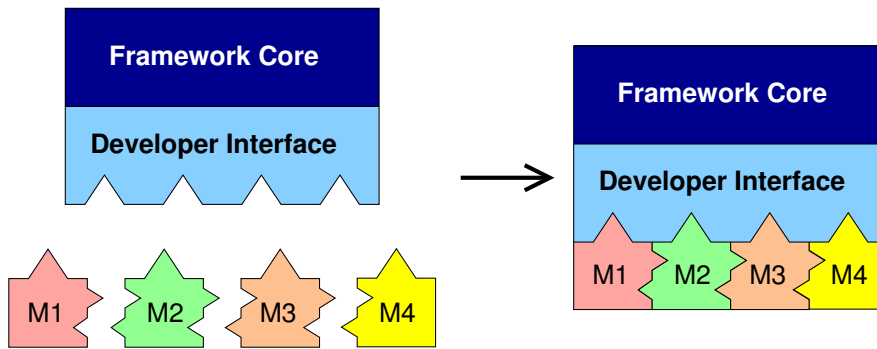 Framework Core
Developer Interface
M1
M2
M3
M4
Framework Core
Developer Interface
M1
M2
M3
M4